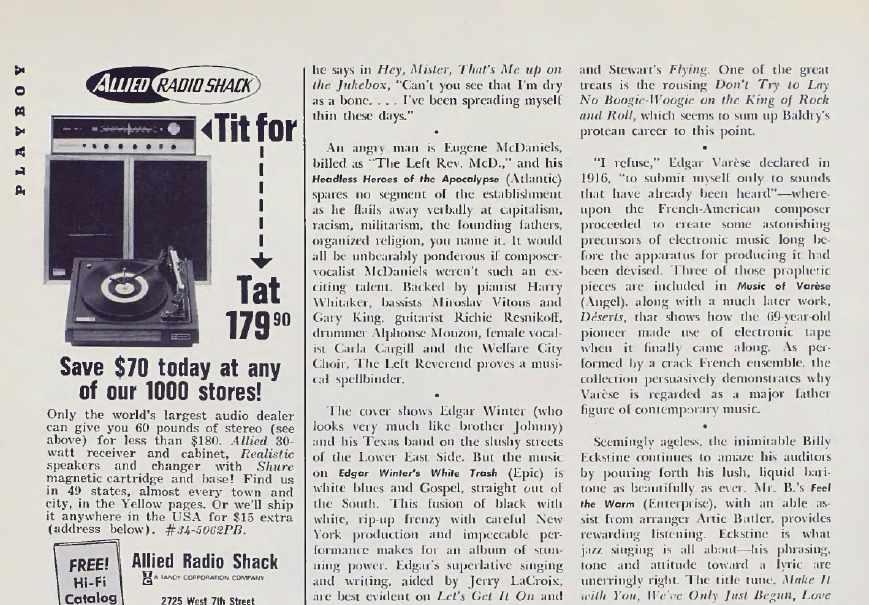 PLAYBOY
ALLIED RADIO SHACK
Tit for
Tat
179⁹⁰
Save $70 today at any
of our 1000 stores!
Only the world's largest audio dealer
can give you 60 pounds of stereo (see
above) for less than $180. Allied 30-
watt receiver and cabinet, Realistic
speakers and changer with Shure
magnetic cartridge and base! Find us
in 49 states, almost every town and
city, in the Yellow pages. Or we'll ship
it anywhere in the USA for $15 extra
(address below). #34-5062PB.
FREE!
Hi-Fi
Catalog
Allied Radio Shack
A TANDY CORPORATION COMPANY
2725 West 7th Street
he says in Hey, Mister, That's Me up on
the Jukebox, "Can't you see that I'm dry
as a bone. . . . I've been spreading myself
thin these days."
•
An angry man is Eugene McDaniels,
billed as "The Left Rev. McD.," and his
Headless Heroes of the Apocalypse (Atlantic)
spares no segment of the establishment
as he flails away verbally at capitalism,
racism, militarism, the founding fathers,
organized religion, you name it. It would
all be unbearably ponderous if composer-
vocalist McDaniels weren't such an ex-
citing talent. Backed by pianist Harry
Whitaker, bassists Miroslav Vitous and
Gary King, guitarist Richie Resnikoff,
drummer Alphonse Mouzon, female vocal-
ist Carla Cargill and the Welfare City
Choir, The Left Reverend proves a musi-
cal spellbinder.
•
The cover shows Edgar Winter (who
looks very much like brother Johnny)
and his Texas band on the slushy streets
of the Lower East Side. But the music
on Edgar Winter's White Trash (Epic) is
white blues and Gospel, straight out of
the South. This fusion of black with
white, rip-up frenzy with careful New
York production and impeccable per-
formance makes for an album of stun-
ning power. Edgar's superlative singing
and writing, aided by Jerry LaCroix,
are best evident on Let's Get It On and
and Stewart's Flying. One of the great
treats is the rousing Don't Try to Lay
No Boogie-Woogie on the King of Rock
and Roll, which seems to sum up Baldry's
protean career to this point.
•
"I refuse," Edgar Varèse declared in
1916, "to submit myself only to sounds
that have already been heard"—where-
upon the French-American composer
proceeded to create some astonishing
precursors of electronic music long be-
fore the apparatus for producing it had
been devised. Three of those prophetic
pieces are included in Music of Varèse
(Angel), along with a much later work,
Déserts, that shows how the 69-year-old
pioneer made use of electronic tape
when it finally came along. As per-
formed by a crack French ensemble, the
collection persuasively demonstrates why
Varèse is regarded as a major father
figure of contemporary music.
•
Seemingly ageless, the inimitable Billy
Eckstine continues to amaze his auditors
by pouring forth his lush, liquid bari-
tone as beautifully as ever. Mr. B.'s Feel
the Warm (Enterprise), with an able as-
sist from arranger Artie Butler, provides
rewarding listening. Eckstine is what
jazz singing is all about—his phrasing,
tone and attitude toward a lyric are
unerringly right. The title tune, Make It
with You, We've Only Just Begun, Love